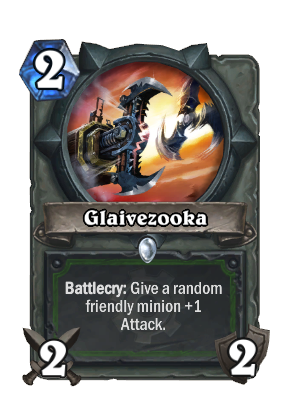 2
Glaivezooka
Battlecry: Give a random
friendly minion +1
Attack.
2 2